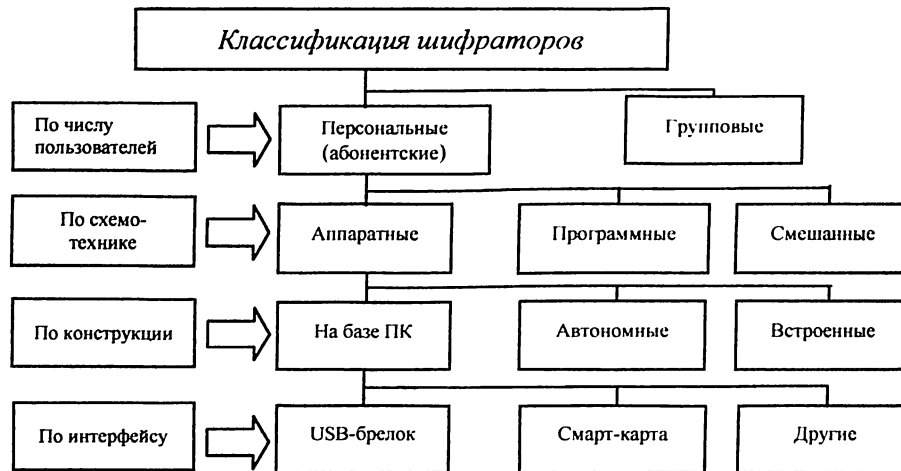 Классификация шифраторов
По числу
пользователей
Персональные
(абонентские)
Групповые
По схемо-
технике
Аппаратные
Программные
Смешанные
По конструкции
На базе ПК
Автономные
Встроенные
По интерфейсу
USB-брелок
Смарт-карта
Другие